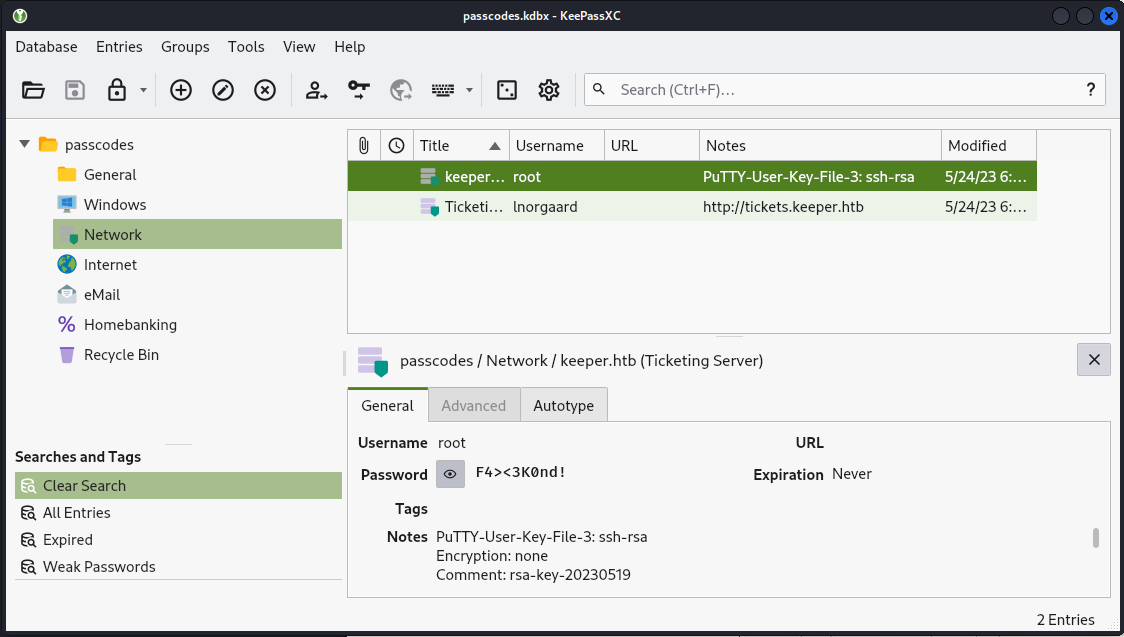 passcodes.kdbx - KeePassXC
Database Entries Groups Tools View Help
Search (Ctrl+F)... ?
passcodes
General
Windows
Network
Internet
eMail
Homebanking
Recycle Bin
Searches and Tags
Clear Search
All Entries
Expired
Weak Passwords
Title Username URL Notes Modified
keeper... root PuTTY-User-Key-File-3: ssh-rsa 5/24/23 6:...
Ticketi... lnorgaard http://tickets.keeper.htb 5/24/23 6:...
passcodes / Network / keeper.htb (Ticketing Server)
General Advanced Autotype
Username root URL
Password F4><3K0nd! Expiration Never
Tags
Notes PuTTY-User-Key-File-3: ssh-rsa
Encryption: none
Comment: rsa-key-20230519
2 Entries